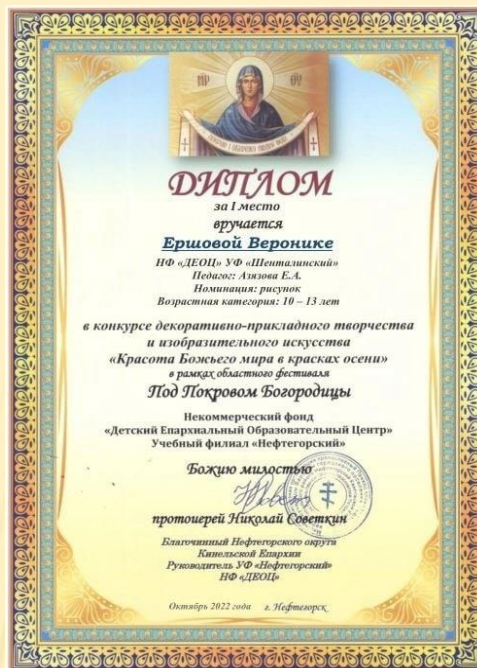 ДИПЛОМ
за I место
вручается
Ершовой Веронике
НФ «ДЕОЦ» УФ «Шенталинский»
Педагог: Азязова Е.А.
Номинация: рисунок
Возрастная категория: 10 – 13 лет
в конкурсе декоративно-прикладного творчества
и изобразительного искусства
«Красота Божьего мира в красках осени»
в рамках областного фестиваля
Под Покровом Богородицы
Некоммерческий фонд
«Детский Епархиальный Образовательный Центр»
Учебный филиал «Нефтегорский»
Божию милостью
протоиерей Николай Советкин
Благочинный Нефтегорского округа
Кинельской Епархии
Руководитель УФ «Нефтегорский»
НФ «ДЕОЦ»
Октябрь 2022 года г. Нефтегорск